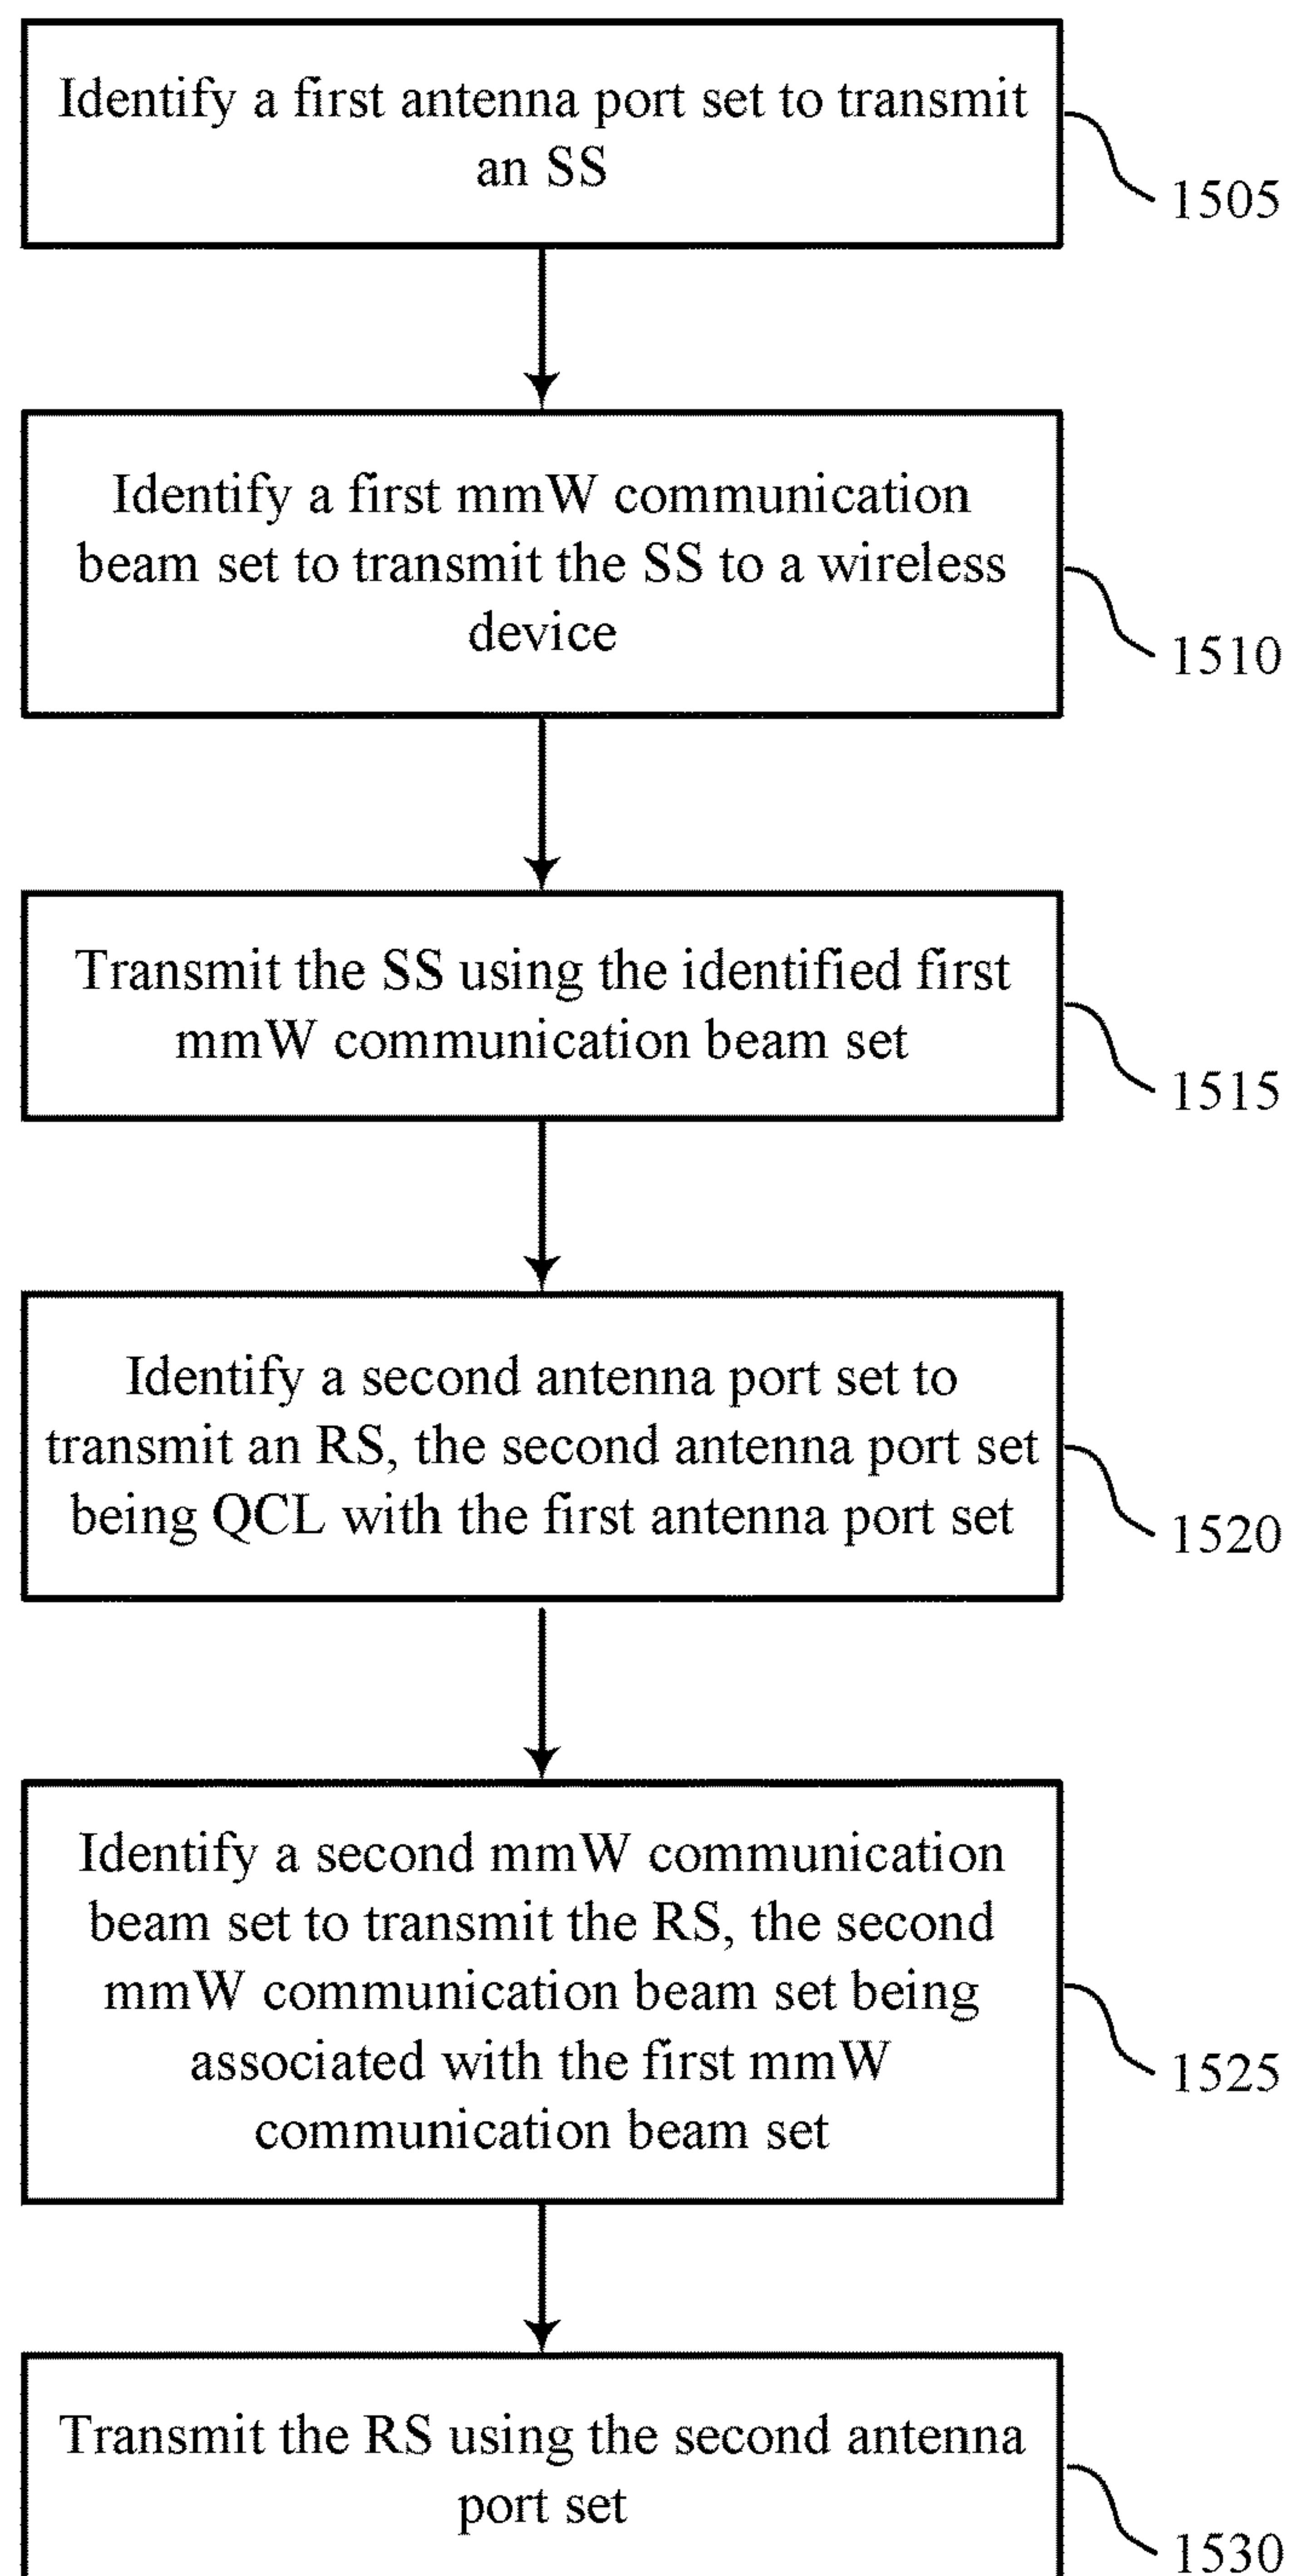 Identify a first antenna port set to transmit
an SS
1505
Identify a first mmW communication
beam set to transmit the SS to a wireless
device
1510
Transmit the SS using the identified first
mmW communication beam set
1515
Identify a second antenna port set to
transmit an RS, the second antenna port set
being QCL with the first antenna port set
1520
Identify a second mmW communication
beam set to transmit the RS, the second
mmW communication beam set being
associated with the first mmW
communication beam set
1525
Transmit the RS using the second antenna
port set
1530